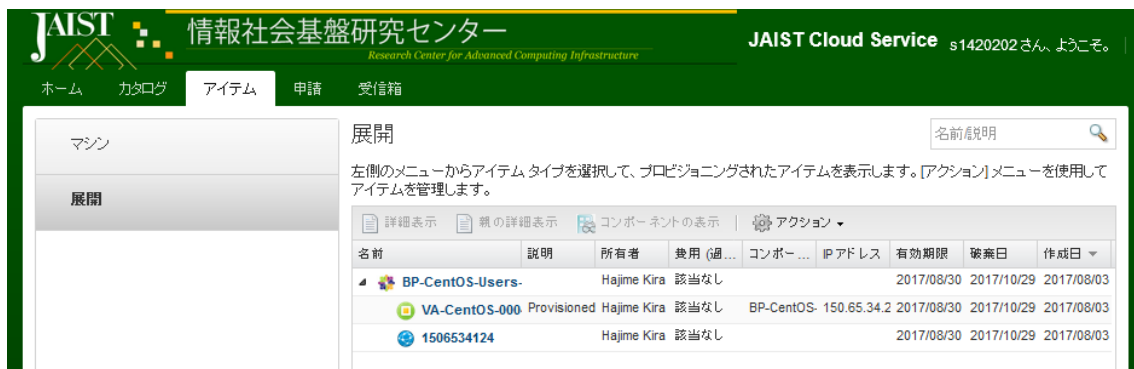 JAIST 情報社会基盤研究センター
Research Center for Advanced Computing Infrastructure
JAIST Cloud Service s1420202さん、ようこそ。
ホーム カタログ アイテム 申請 受信箱
マシン
展開
展開
名前/説明
左側のメニューからアイテム タイプを選択して、プロビジョニングされたアイテムを表示します。[アクション] メニューを使用して
アイテムを管理します。
詳細表示 親の詳細表示 コンポーネントの表示 アクション
名前 説明 所有者 費用 (過... コンポー... IP アドレス 有効期限 破棄日 作成日
BP-CentOS-Users- Hajime Kira 該当なし 2017/08/30 2017/10/29 2017/08/03
VA-CentOS-000 Provisioned Hajime Kira 該当なし BP-CentOS- 150.65.34.2 2017/08/30 2017/10/29 2017/08/03
1506534124 Hajime Kira 該当なし 2017/08/30 2017/10/29 2017/08/03